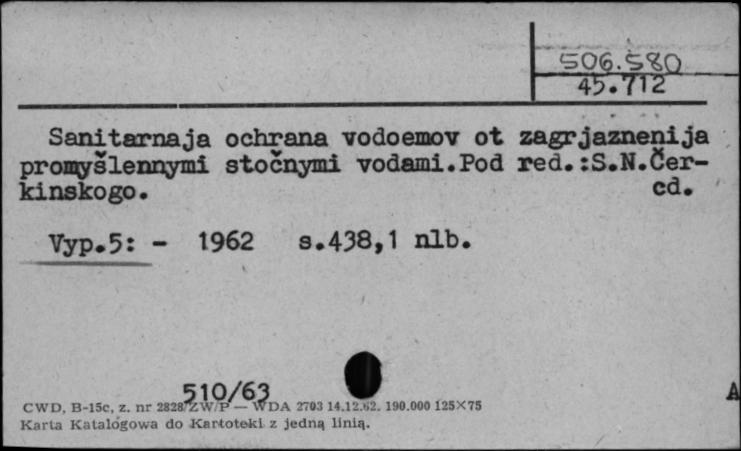 506.580
45.712
Sanitarnaja ochrana vodoemov ot zagrjaznenija
promyšlennymi stočnymi vodami.Pod red.:S.N.Čer-
kinskogo. cd.
Vyp.5: - 1962 s.438,1 nlb.
510/63
A
CWD, B-15c, z. nr 2828/ZW/P — WDA 2703 14.12.62. 190.000 125×75
Karta Katalogowa do Kartoteki z jedną linią.